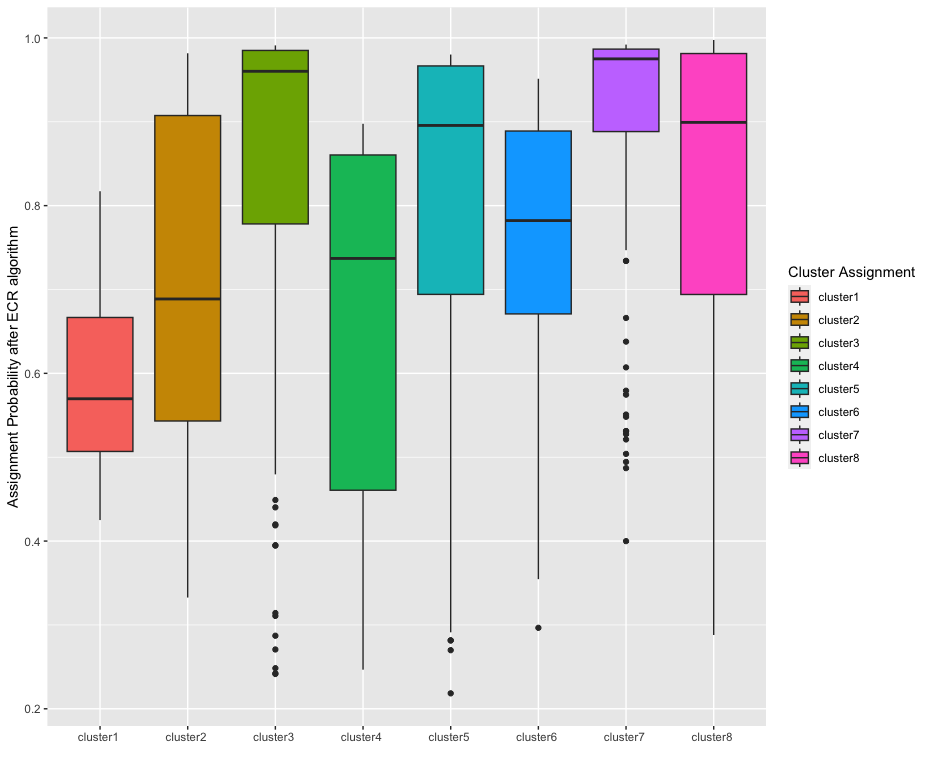 Assignment Probability after ECR algorithm
1.0
0.8
0.6
0.4
0.2
cluster1 cluster2 cluster3 cluster4 cluster5 cluster6 cluster7 cluster8
Cluster Assignment
cluster1
cluster2
cluster3
cluster4
cluster5
cluster6
cluster7
cluster8